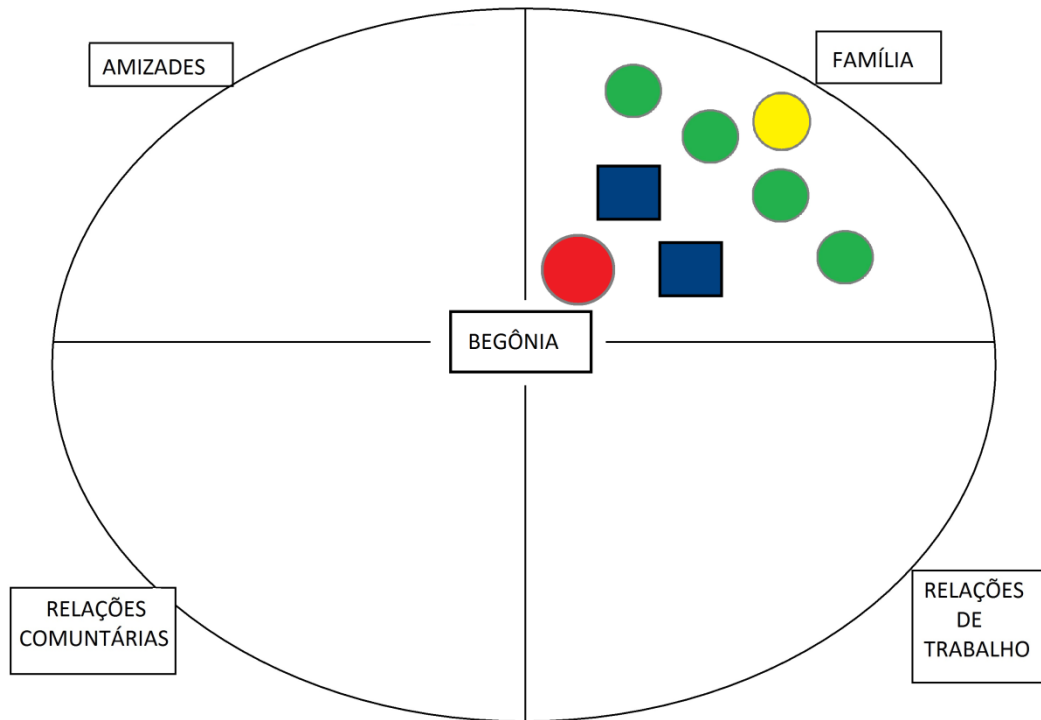 AMIZADES
FAMÍLIA
BEGÔNIA
RELAÇÕES
COMUNTÁRIAS
RELAÇÕES
DE
TRABALHO